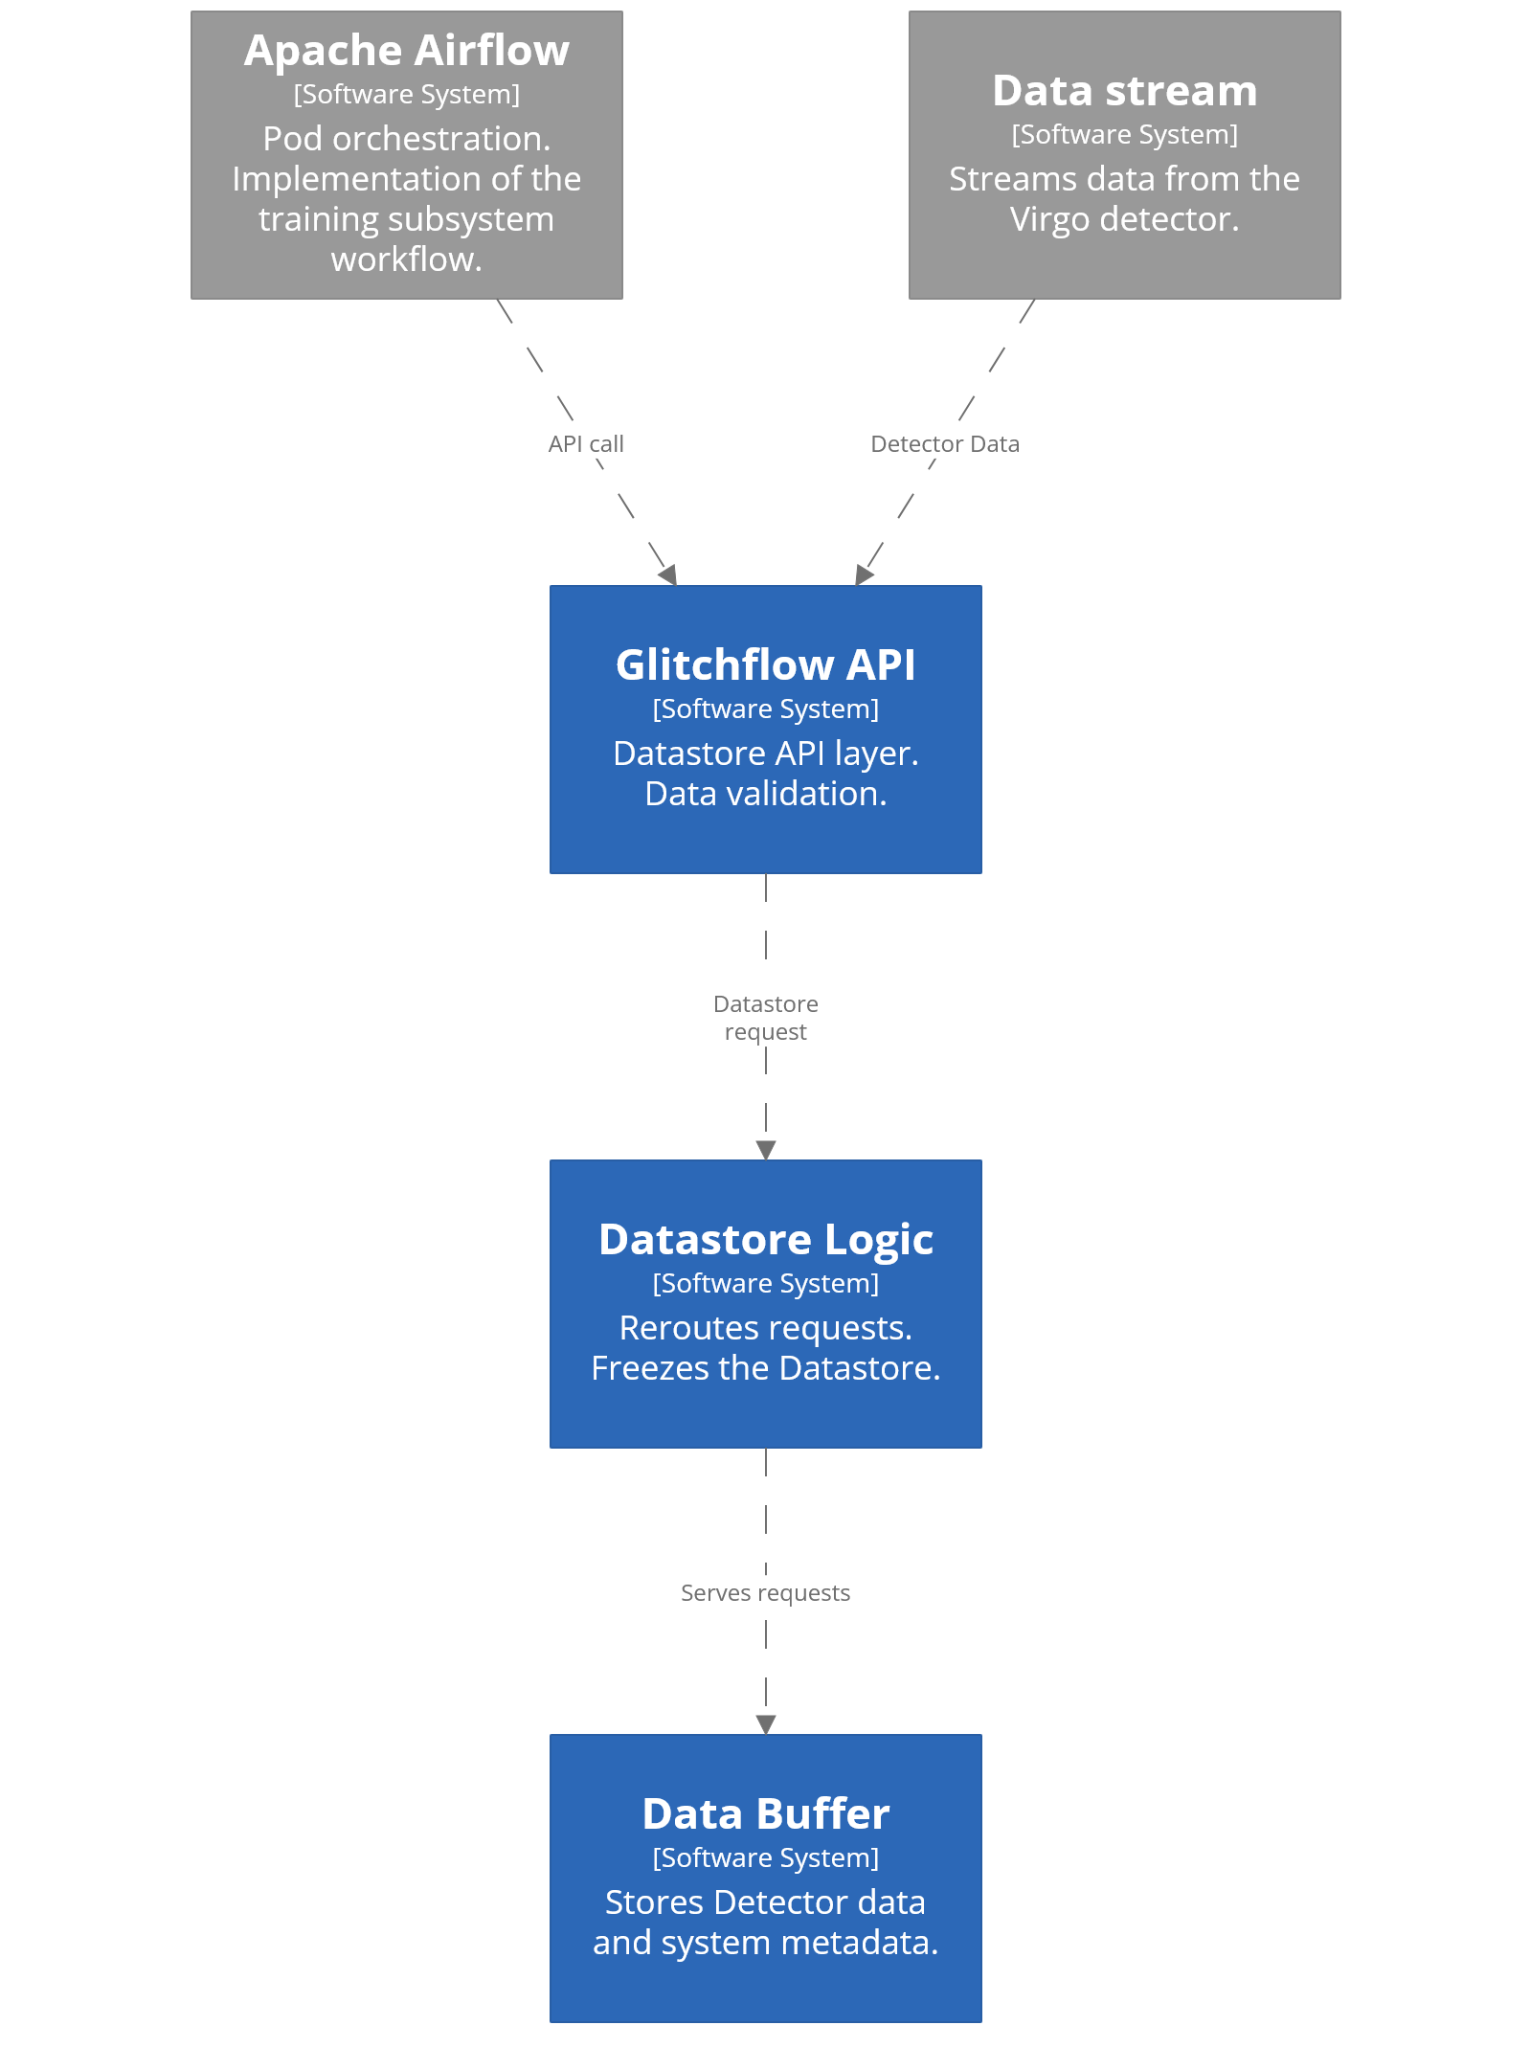 Apache Airflow
[Software System]
Pod orchestration.
Implementation of the
training subsystem
workflow.
Data stream
[Software System]
Streams data from the
Virgo detector.
API call
Detector Data
Glitchflow API
[Software System]
Datastore API layer.
Data validation.
Datastore
request
Datastore Logic
[Software System]
Reroutes requests.
Freezes the Datastore.
Serves requests
Data Buffer
[Software System]
Stores Detector data
and system metadata.